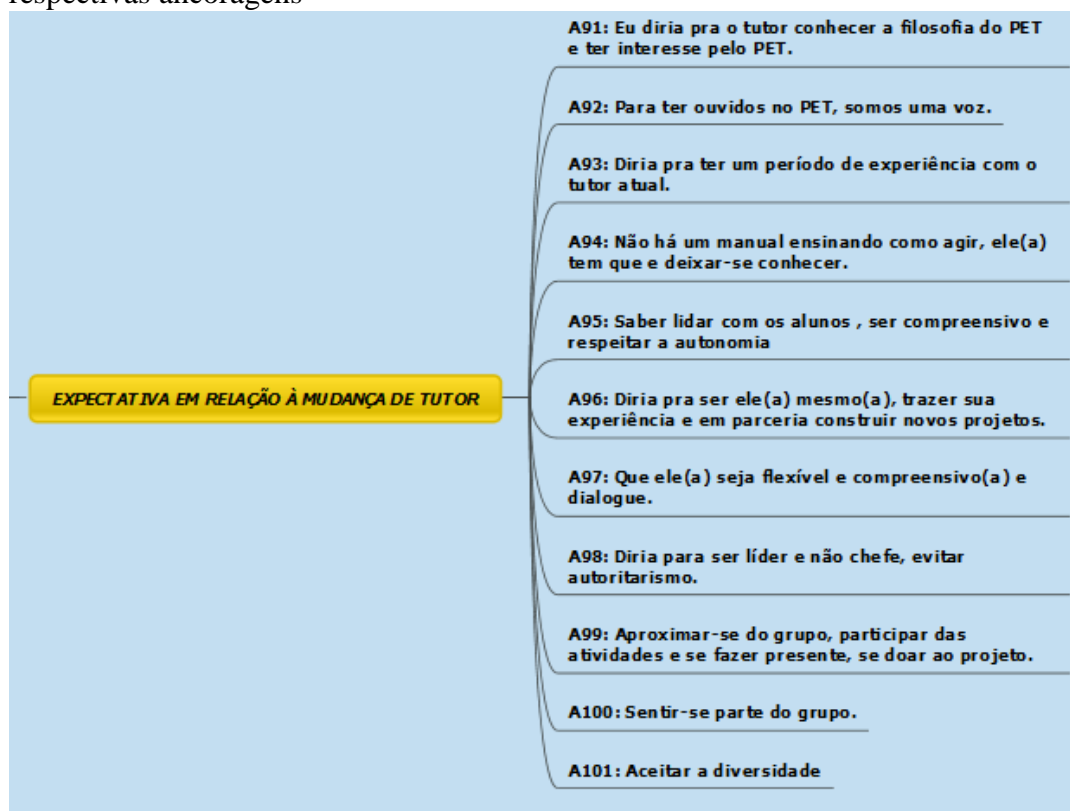 respectivas ancoragens
A91: Eu diria pra o tutor conhecer a filosofia do PET
e ter interesse pelo PET.
A92: Para ter ouvidos no PET, somos uma voz.
A93: Diria pra ter um período de experiência com o
tutor atual.
A94: Não há um manual ensinando como agir, ele(a)
tem que e deixar-se conhecer.
A95: Saber lidar com os alunos , ser compreensivo e
respeitar a autonomia
EXPECTATIVA EM RELAÇÃO À MUDANÇA DE TUTOR
A96: Diria pra ser ele(a) mesmo(a), trazer sua
experiência e em parceria construir novos projetos.
A97: Que ele(a) seja flexível e compreensivo(a) e
dialogue.
A98: Diria para ser líder e não chefe, evitar
autoritarismo.
A99: Aproximar-se do grupo, participar das
atividades e se fazer presente, se doar ao projeto.
A100: Sentir-se parte do grupo.
A101: Aceitar a diversidade